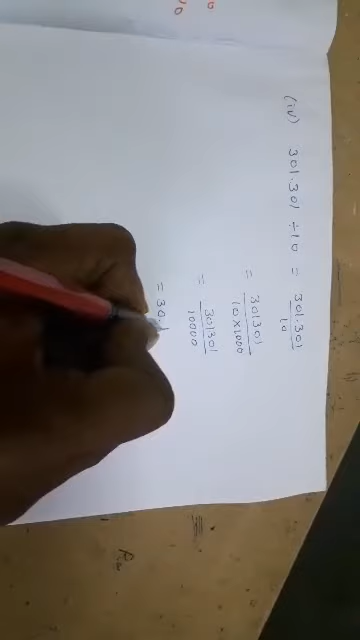 (iv) 301.301 ÷ 10 = 301.301 / 10
= 301301 / 10 × 1000
= 301301 / 10000
= 30.1